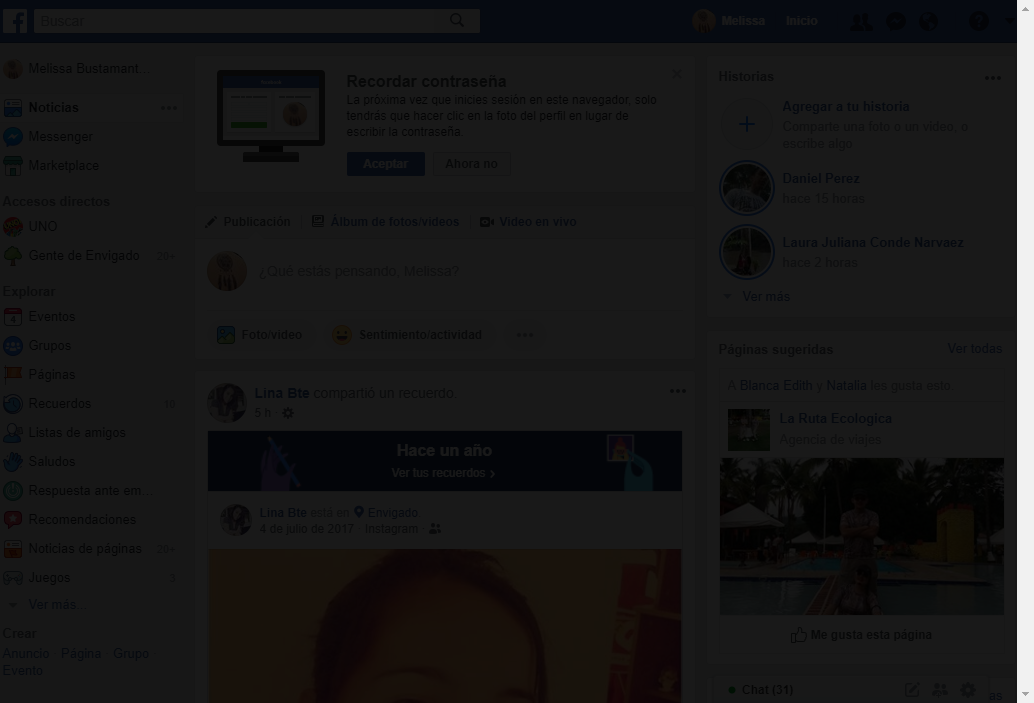 Buscar
Melissa
Inicio
Melissa Bustamant...
Noticias
Messenger
Marketplace
Accesos directos
UNO
Gente de Envigado 20+
Explorar
Eventos
Grupos
Páginas
Recuerdos 10
Listas de amigos
Saludos
Respuesta ante em...
Recomendaciones
Noticias de páginas 20+
Juegos 3
Ver más...
Crear
Anuncio Página Grupo
Evento
Recordar contraseña
La próxima vez que inicies sesión en este navegador, solo
tendrás que hacer clic en la foto del perfil en lugar de
escribir la contraseña.
Aceptar
Ahora no
Publicación
Álbum de fotos/videos
Video en vivo
¿Qué estás pensando, Melissa?
Foto/video
Sentimiento/actividad
Lina Bte compartió un recuerdo.
5 h
Hace un año
Ver tus recuerdos
Lina Bte está en Envigado.
4 de julio de 2017 · Instagram ·
Historias
Agregar a tu historia
Comparte una foto o un video, o
escribe algo
Daniel Perez
hace 15 horas
Laura Juliana Conde Narvaez
hace 2 horas
Ver más
Páginas sugeridas
Ver todas
A Blanca Edith y Natalia les gusta esto.
La Ruta Ecologica
Agencia de viajes
Me gusta esta página
Chat (31)
as